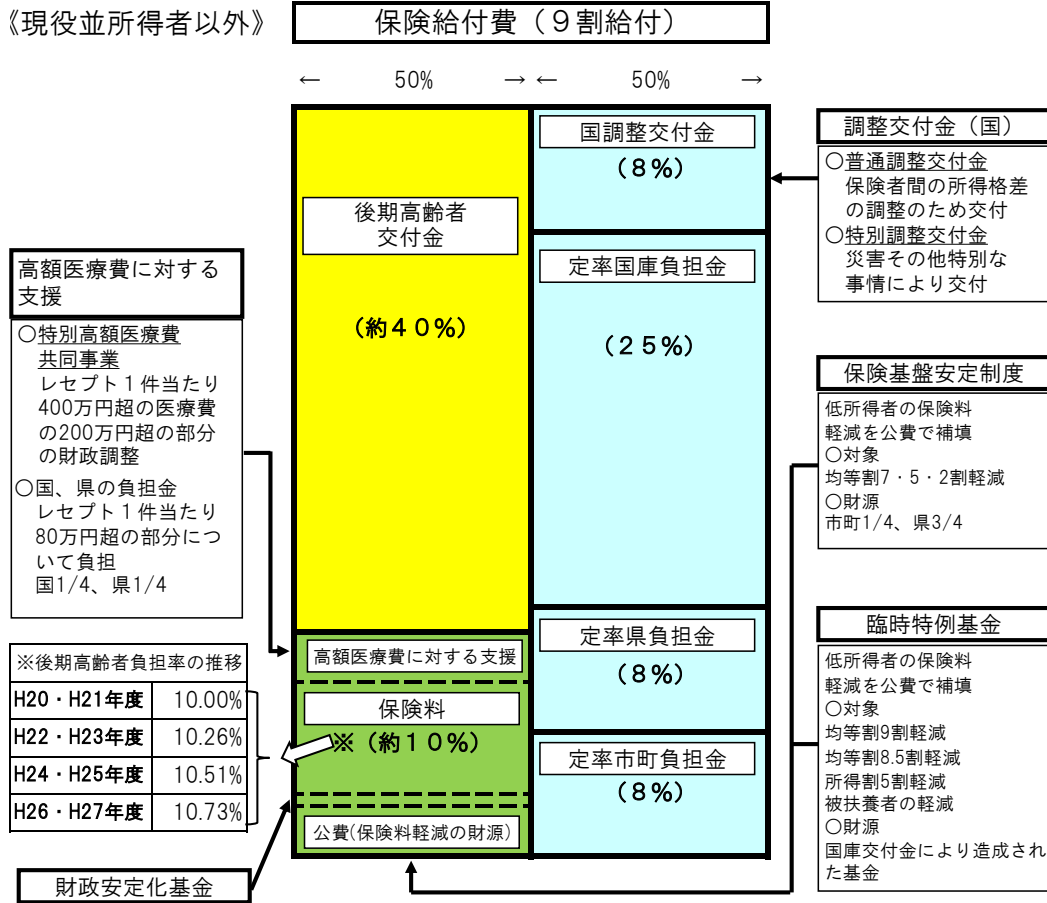 《現役並所得者以外》
保険給付費（９割給付）
← 50% → ← 50% →
後期高齢者
交付金
（約４０％）
高額医療費に対する支援
保険料
※（約１０％）
公費(保険料軽減の財源)
国調整交付金
（８％）
定率国庫負担金
（２５％）
定率県負担金
（８％）
定率市町負担金
（８％）
高額医療費に対する
支援
○特別高額医療費
共同事業
レセプト１件当たり
400万円超の医療費
の200万円超の部分
の財政調整
○国、県の負担金
レセプト１件当たり
80万円超の部分につ
いて負担
国1/4、県1/4
※後期高齢者負担率の推移
H20・H21年度 10.00%
H22・H23年度 10.26%
H24・H25年度 10.51%
H26・H27年度 10.73%
財政安定化基金
調整交付金（国）
○普通調整交付金
保険者間の所得格差
の調整のため交付
○特別調整交付金
災害その他特別な
事情により交付
保険基盤安定制度
低所得者の保険料
軽減を公費で補填
○対象
均等割7・5・2割軽減
○財源
市町1/4、県3/4
臨時特例基金
低所得者の保険料
軽減を公費で補填
○対象
均等割9割軽減
均等割8.5割軽減
所得割5割軽減
被扶養者の軽減
○財源
国庫交付金により造成され
た基金